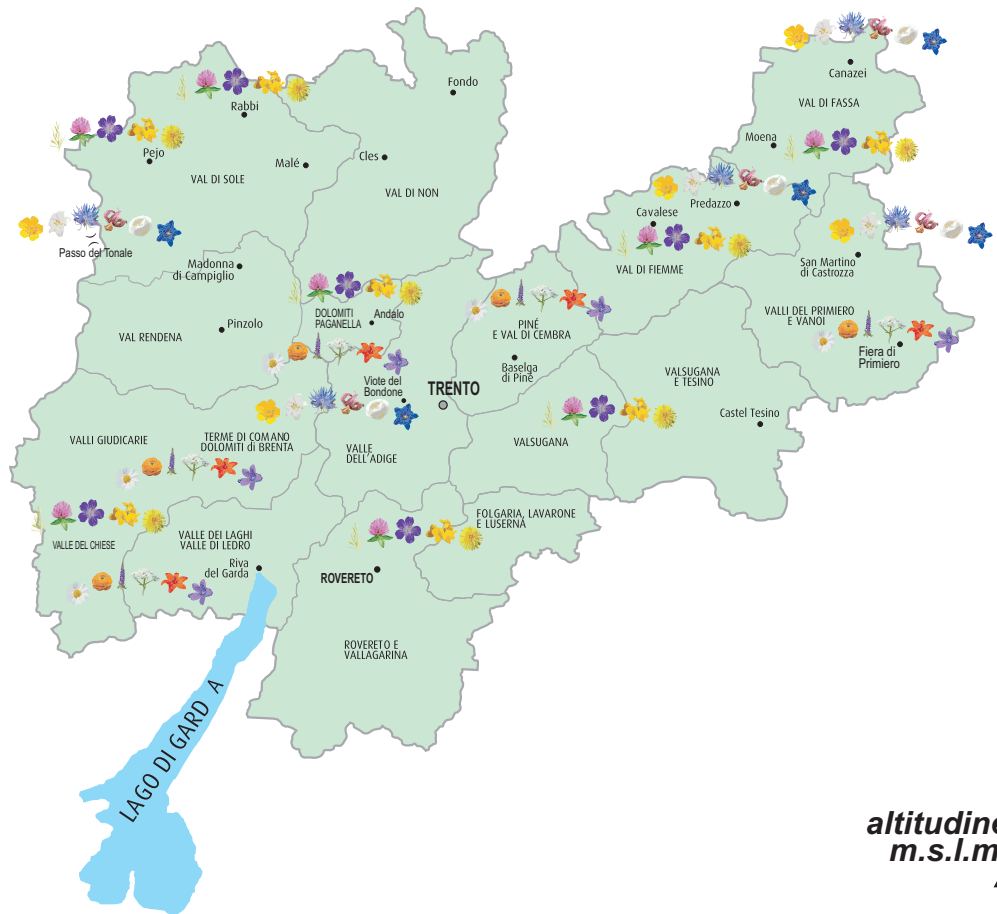 Canazei
Fondo
VAL DI FASSA
Rabbi
Moena
Pejo
Malé
Cles
VAL DI SOLE
VAL DI NON
Predazzo
Cavalese
Passo del Tonale
San Martino
di Castrozza
Madonna
di Campiglio
VAL DI FIEMME
DOLOMITI
PAGANELLA
Andalo
VALLI DEL PRIMIERO
E VANOI
PINÉ
E VAL DI CEMBRA
VAL RENDENA
Pinzolo
Fiera di
Primiero
Baselga
di Piné
VALSUGANA
E TESINO
Viote del
Bondone
TRENTO
Castel Tesino
VALLI GIUDICARIE
TERME DI COMANO
DOLOMITI di BRENTA
VALLE
DELL'ADIGE
VALSUGANA
FOLGARIA, LAVARONE
E LUSERNA
VALLE DEL CHIESE
VALLE DEI LAGHI
VALLE DI LEDRO
Riva
del Garda
ROVERETO
ROVERETO E
VALLAGARINA
LAGO DI GARD A
altitudine
m.s.l.m